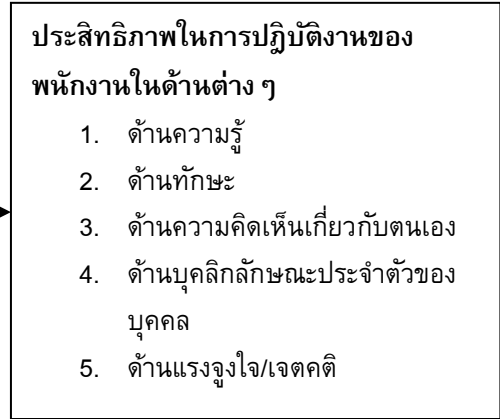 ประสิทธิภาพในการปฎิบัติงานของ
พนักงานในด้านต่าง ๆ
1. ด้านความรู้
2. ด้านทักษะ
3. ด้านความคิดเห็นเกี่ยวกับตนเอง
4. ด้านบุคลิกลักษณะประจำตัวของ
บุคคล
5. ด้านแรงจูงใจ/เจตคติ